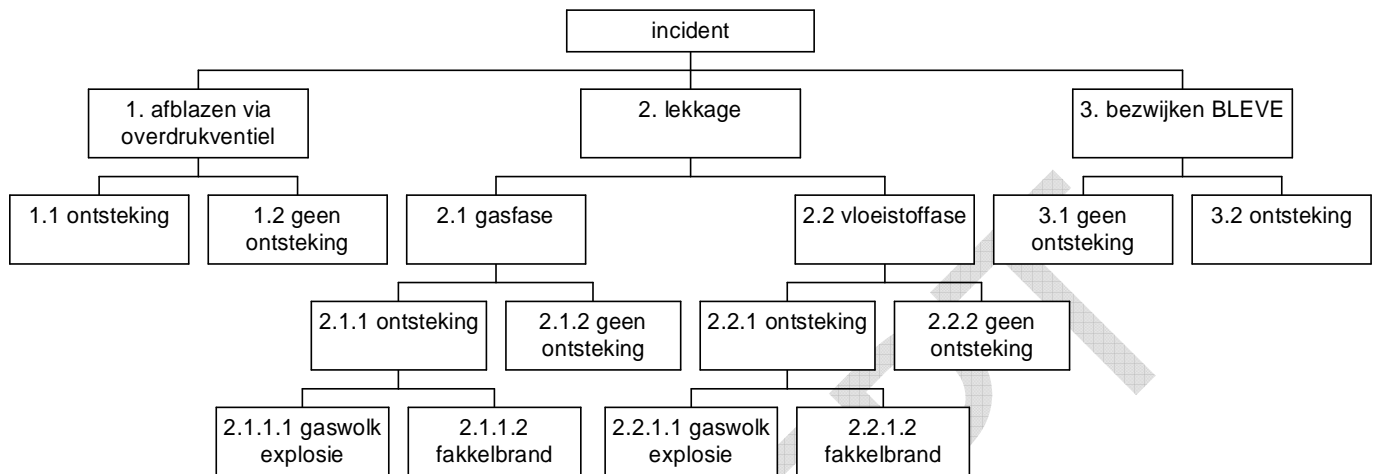 incident
1. afblazen via
overdrukventiel
2. lekkage
3. bezwijken BLEVE
1.1 ontsteking
1.2 geen
ontsteking
2.1 gasfase
2.2 vloeistoffase
3.1 geen
ontsteking
3.2 ontsteking
2.1.1 ontsteking
2.1.2 geen
ontsteking
2.2.1 ontsteking
2.2.2 geen
ontsteking
2.1.1.1 gaswolk
explosie
2.1.1.2
fakkelbrand
2.2.1.1 gaswolk
explosie
2.2.1.2
fakkelbrand